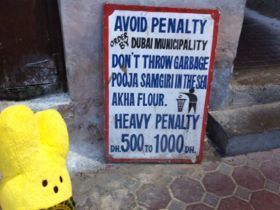 AVOID PENALTY
ORDER BY DUBAI MUNICIPALITY
DON'T THROW GARBAGE
POOJA SAMGIRI IN THE SEA
AKHA FLOUR.
HEAVY PENALTY
DH. 500 TO 1000 DH.